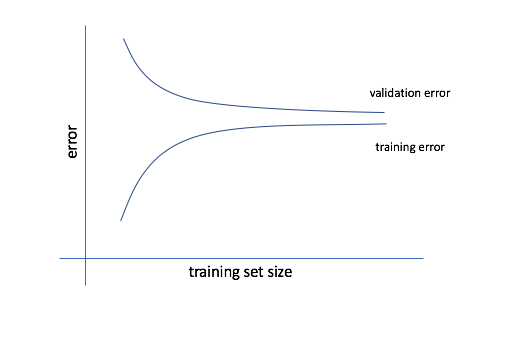 validation error
error
training error
training set size